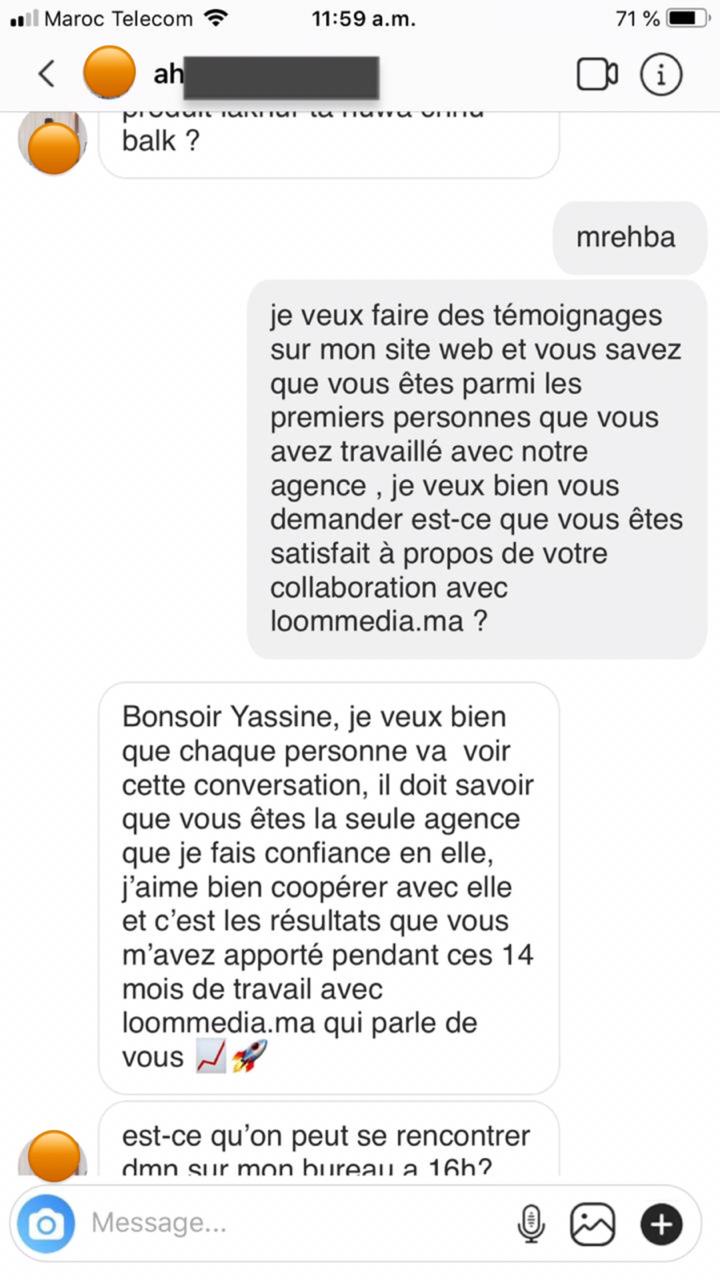 Maroc Telecom 11:59 a.m. 71 %
ah
balk ?
mrehba
je veux faire des témoignages
sur mon site web et vous savez
que vous êtes parmi les
premiers personnes que vous
avez travaillé avec notre
agence , je veux bien vous
demander est-ce que vous êtes
satisfait à propos de votre
collaboration avec
loommedia.ma ?
Bonsoir Yassine, je veux bien
que chaque personne va  voir
cette conversation, il doit savoir
que vous êtes la seule agence
que je fais confiance en elle,
j’aime bien coopérer avec elle
et c’est les résultats que vous
m’avez apporté pendant ces 14
mois de travail avec
loommedia.ma qui parle de
vous 📈🚀
est-ce qu’on peut se rencontrer
dmn sur mon bureau a 16h?
Message...